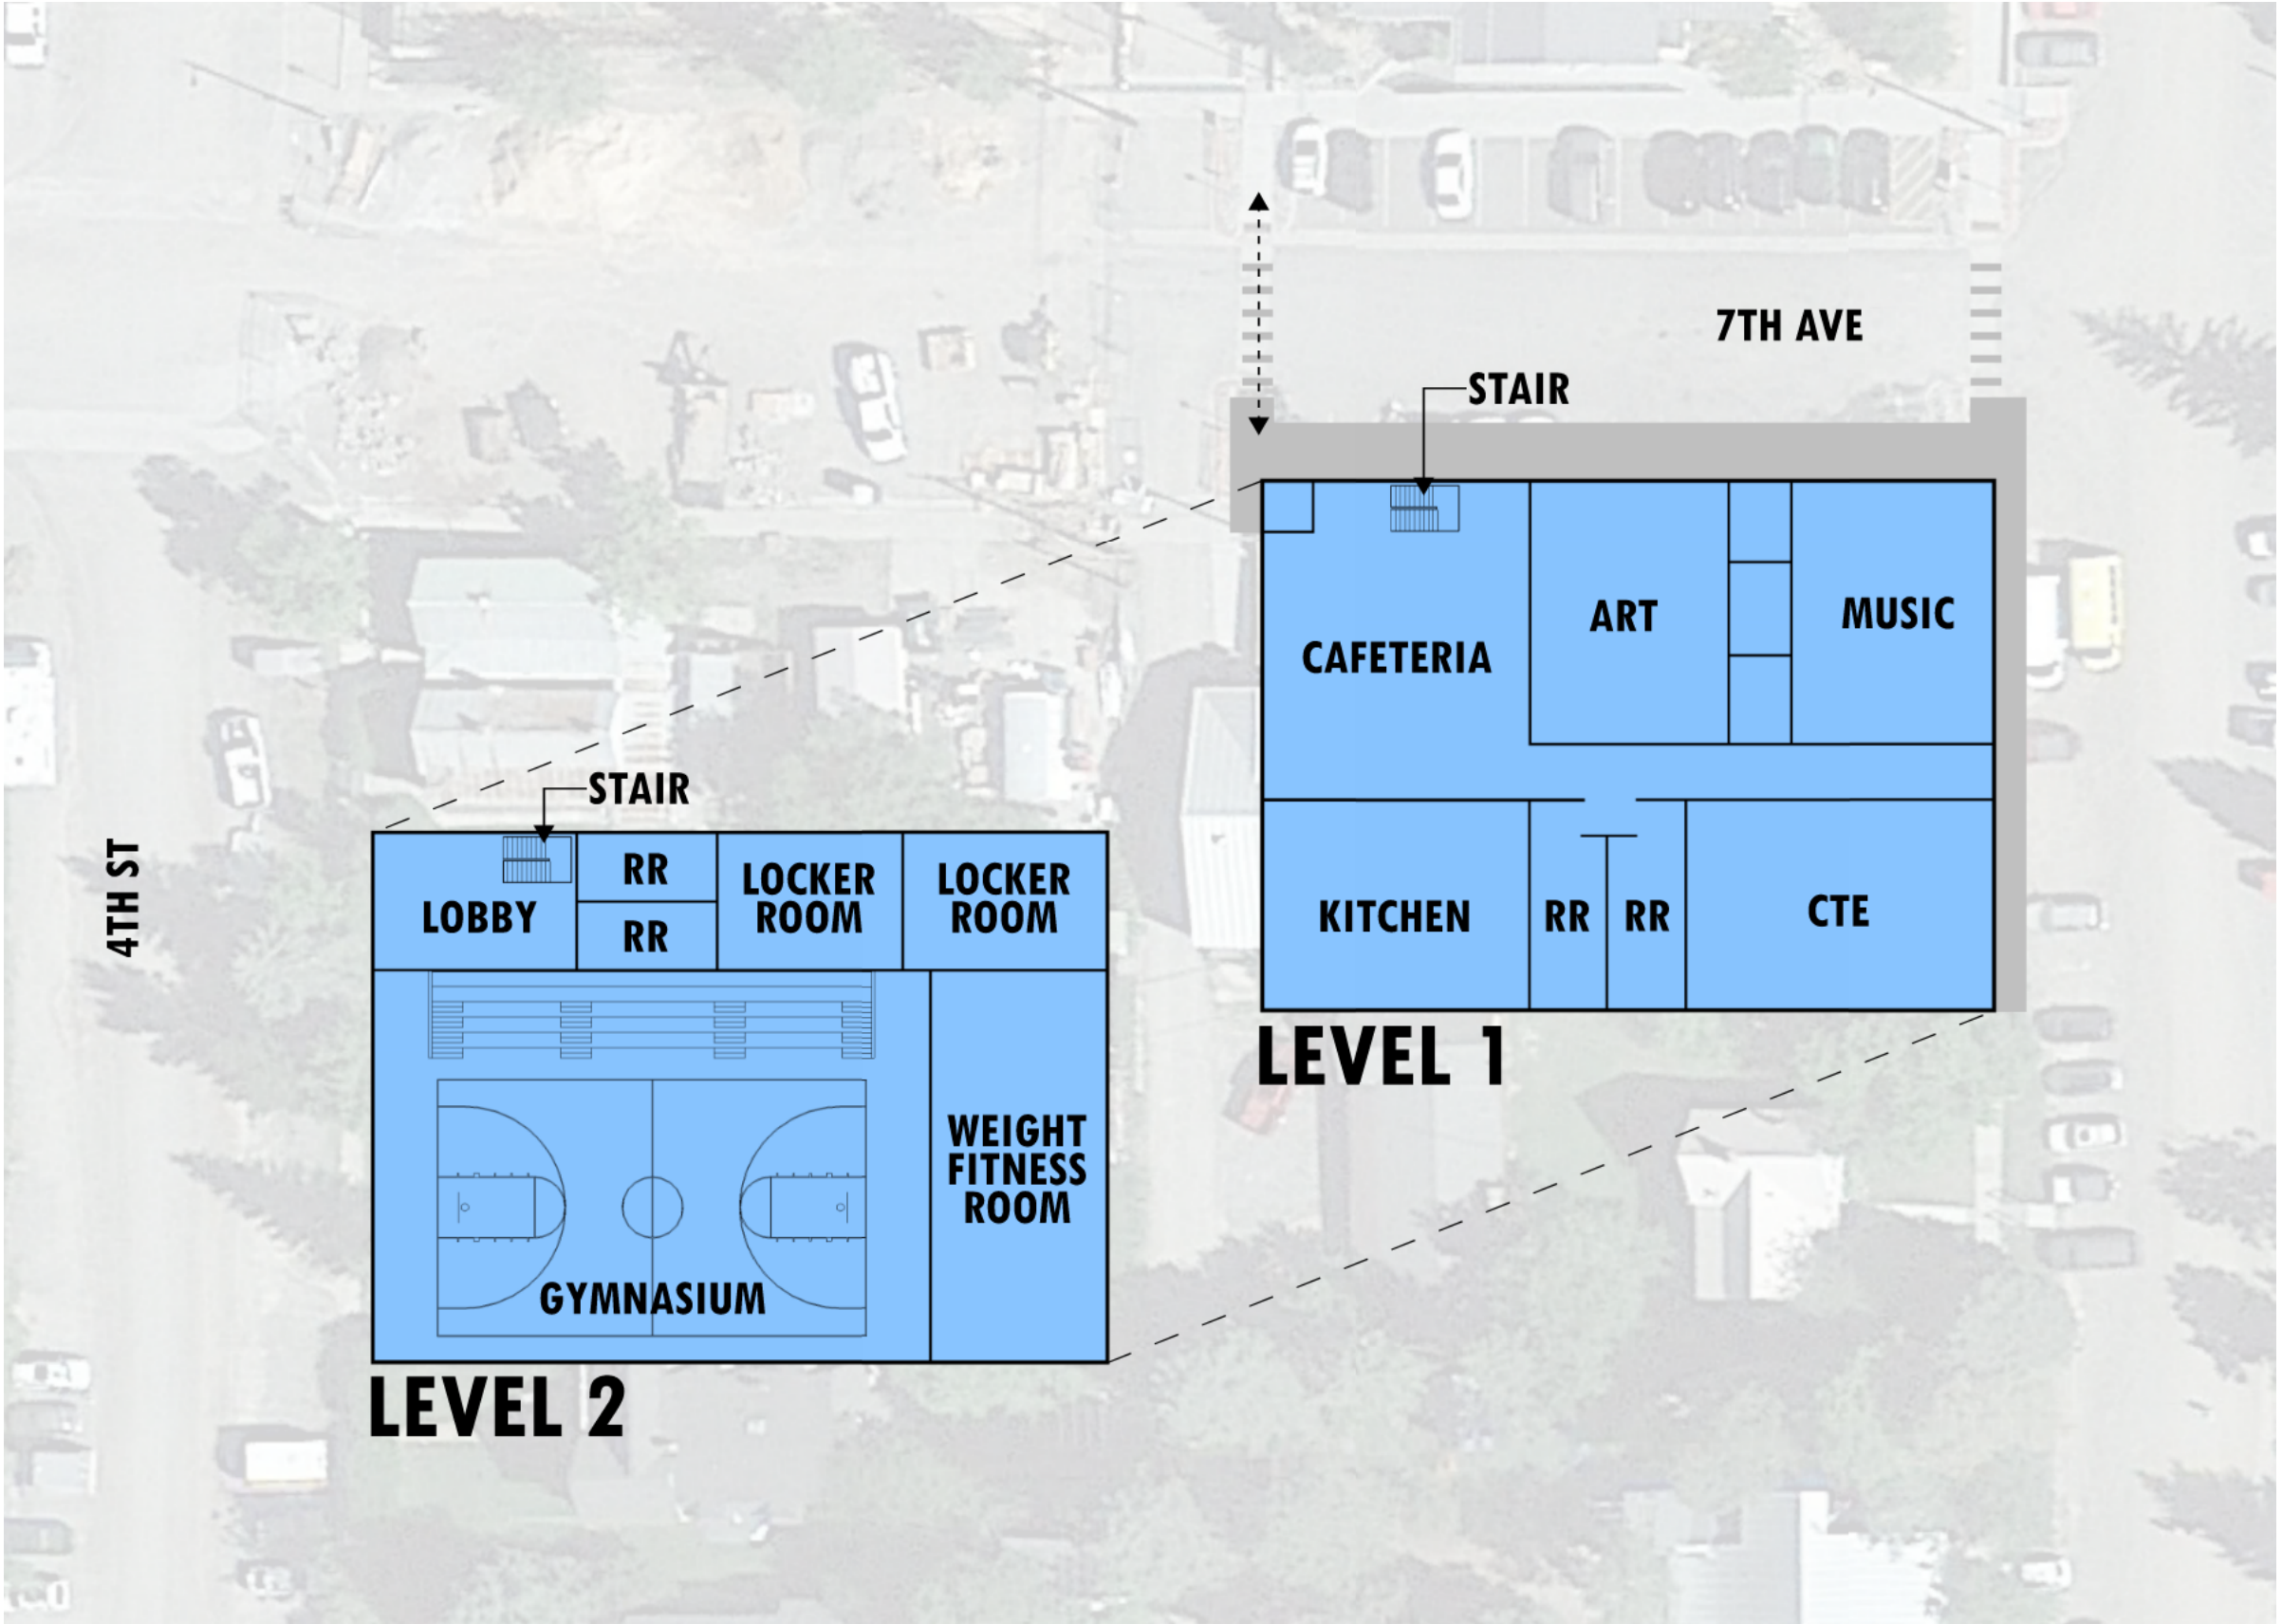 7TH AVE
STAIR
ART
MUSIC
CAFETERIA
KITCHEN
RR
RR
CTE
LEVEL 1
4TH ST
STAIR
LOBBY
RR
RR
LOCKER
ROOM
LOCKER
ROOM
WEIGHT
FITNESS
ROOM
GYMNASIUM
LEVEL 2